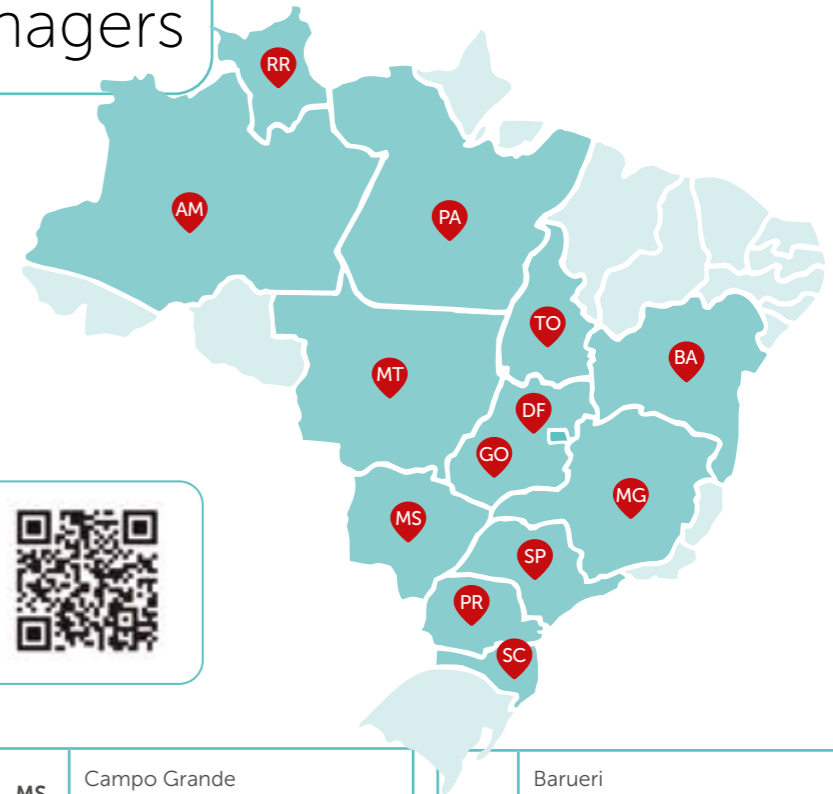 nagers
RR
AM
PA
TO
BA
MT
DF
GO
MG
MS
SP
PR
SC
MS
Campo Grande
Barueri